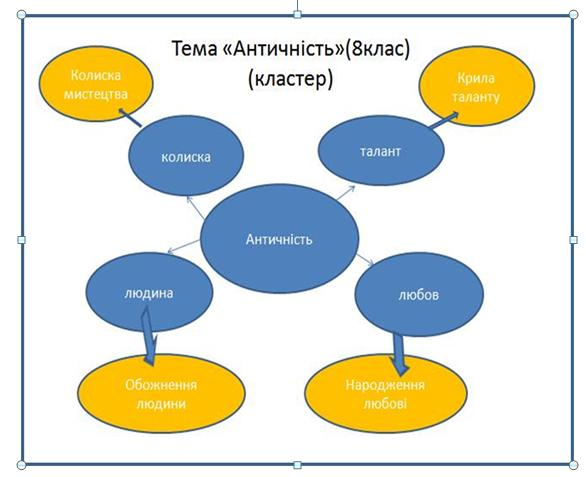 Тема «Античність»(8клас)
(кластер)
Колиска
мистецтва
Крила
таланту
колиска
талант
Античність
людина
любов
Обожнення
людини
Народження
любові